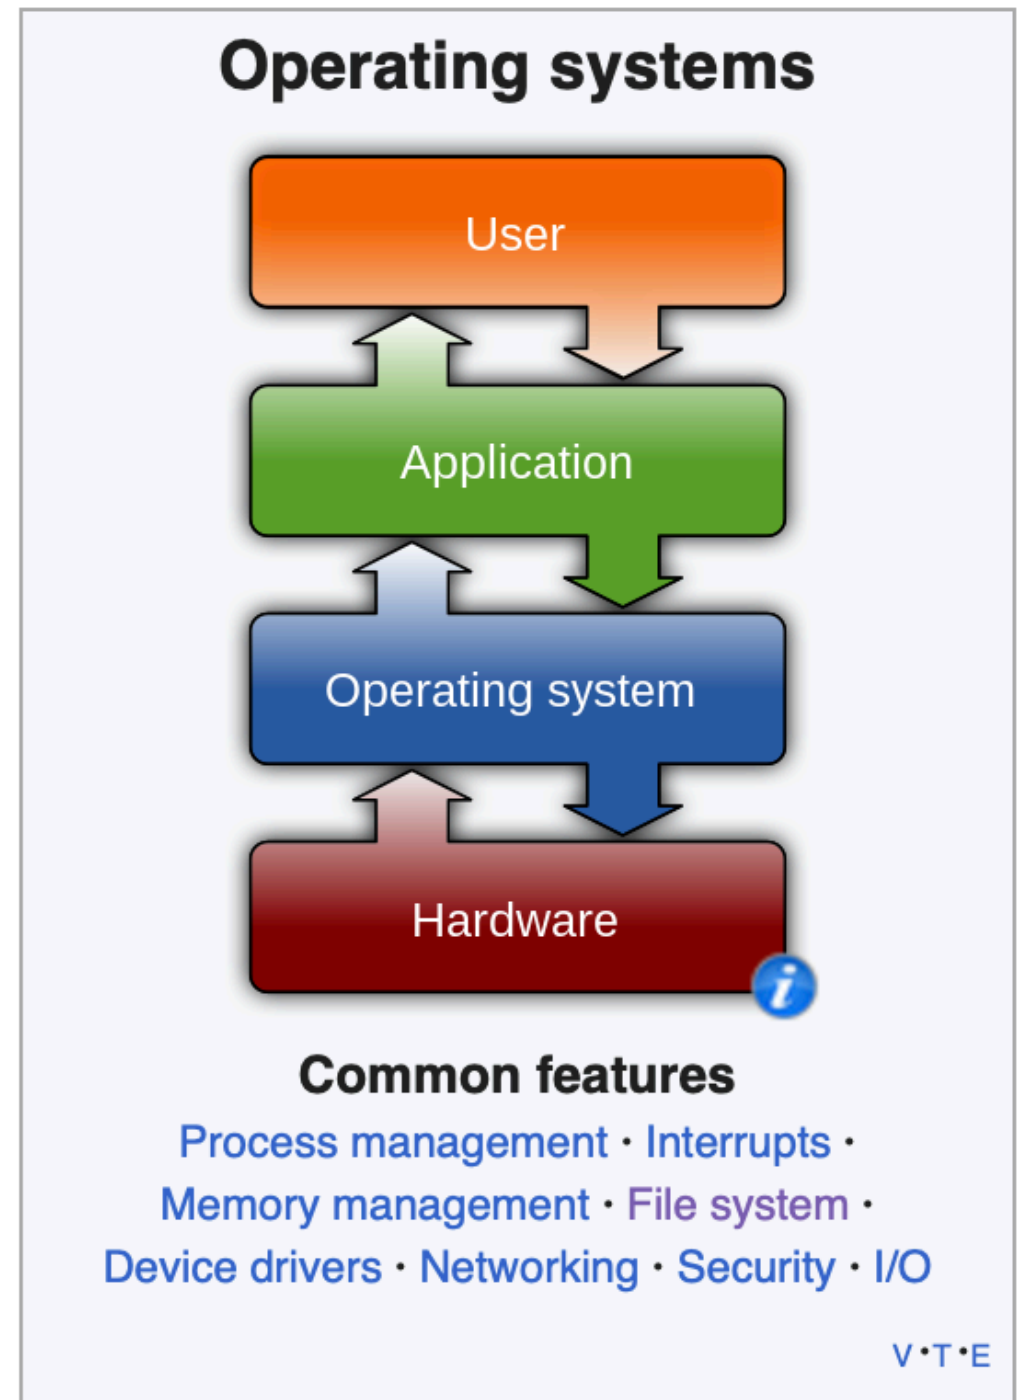 Operating systems
User
Application
Operating system
Hardware
i
Common features
Process management · Interrupts ·
Memory management · File system ·
Device drivers · Networking · Security · I/O
V · T · E